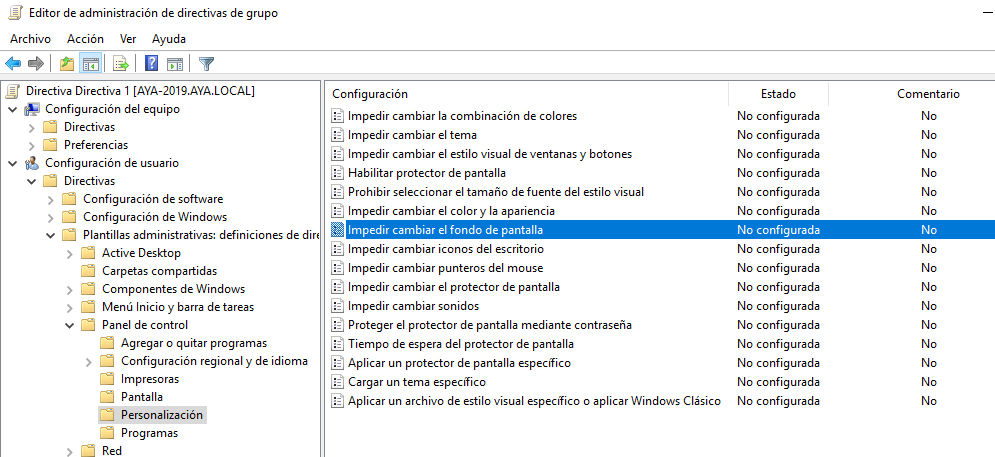 Editor de administración de directivas de grupo
Archivo Acción Ver Ayuda
Directiva Directiva 1 [AYA-2019.AYA.LOCAL]
Configuración del equipo
Directivas
Preferencias
Configuración de usuario
Directivas
Configuración de software
Configuración de Windows
Plantillas administrativas: definiciones de dire
Active Desktop
Carpetas compartidas
Componentes de Windows
Menú Inicio y barra de tareas
Panel de control
Agregar o quitar programas
Configuración regional y de idioma
Impresoras
Pantalla
Personalización
Programas
Red
Configuración Estado Comentario
Impedir cambiar la combinación de colores No configurada No
Impedir cambiar el tema No configurada No
Impedir cambiar el estilo visual de ventanas y botones No configurada No
Habilitar protector de pantalla No configurada No
Prohibir seleccionar el tamaño de fuente del estilo visual No configurada No
Impedir cambiar el color y la apariencia No configurada No
Impedir cambiar el fondo de pantalla No configurada No
Impedir cambiar iconos del escritorio No configurada No
Impedir cambiar punteros del mouse No configurada No
Impedir cambiar el protector de pantalla No configurada No
Impedir cambiar sonidos No configurada No
Proteger el protector de pantalla mediante contraseña No configurada No
Tiempo de espera del protector de pantalla No configurada No
Aplicar un protector de pantalla específico No configurada No
Cargar un tema específico No configurada No
Aplicar un archivo de estilo visual específico o aplicar Windows Clásico No configurada No